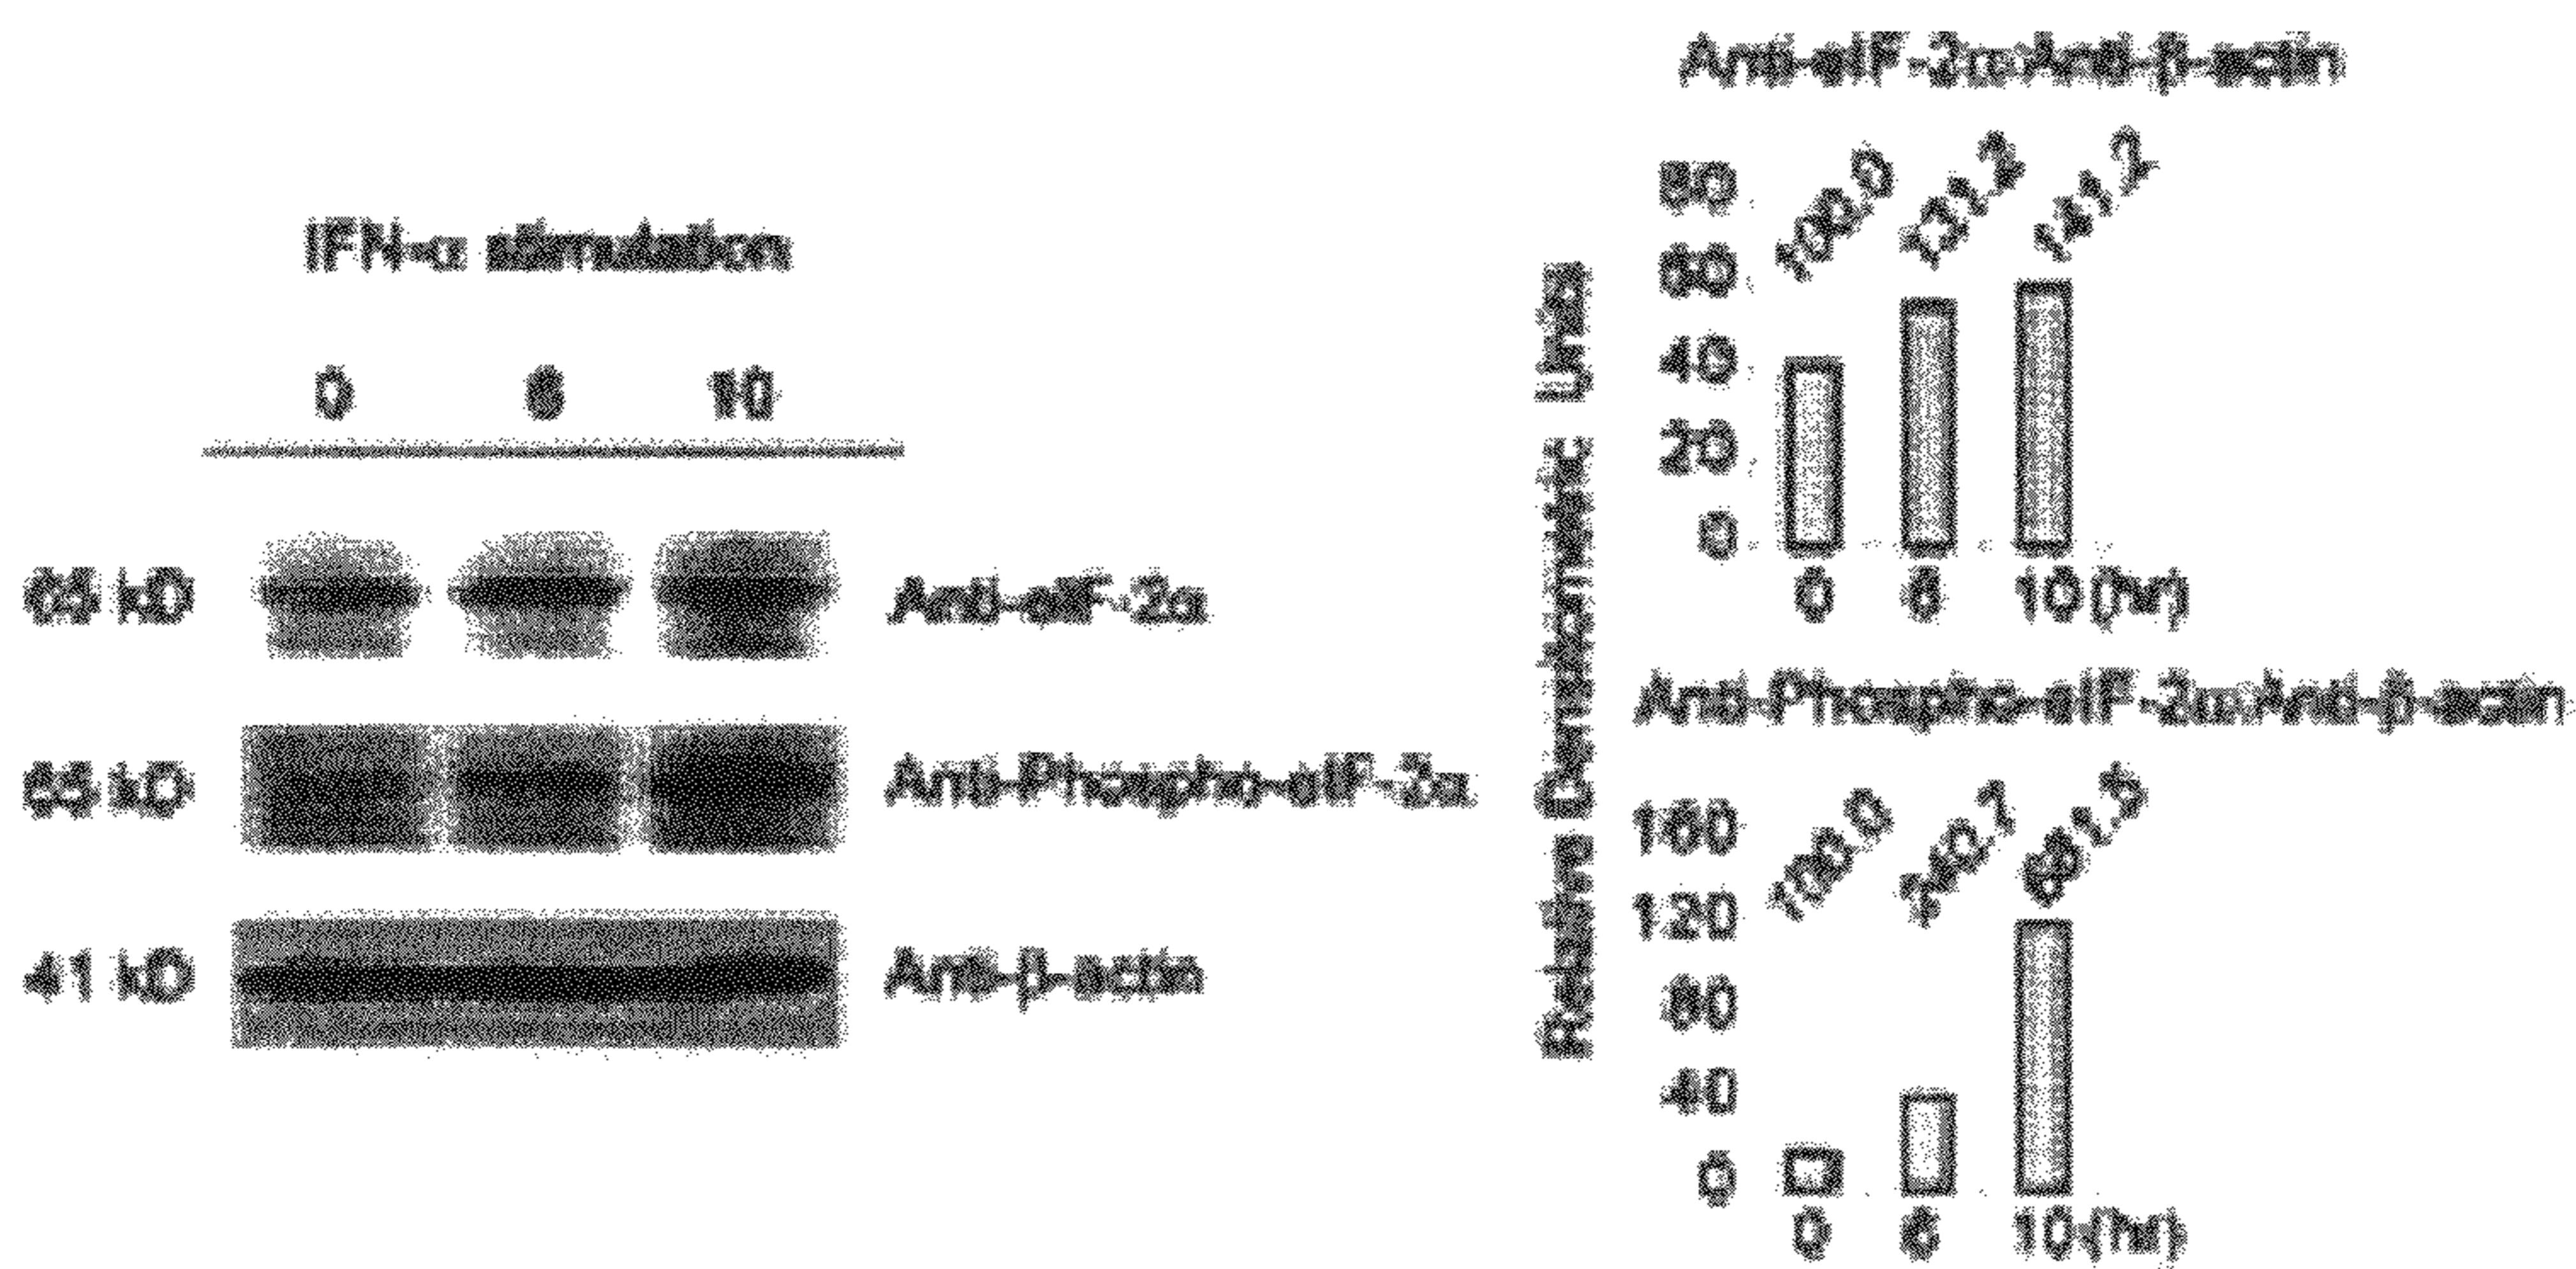 IFN-α stimulation
0 6 10
65 kD Anti-eIF-2α
65 kD Anti-Phospho-eIF-2α
41 kD Anti-β-actin
Relative Densitometric Units
Anti-eIF-2α:Anti-β-actin
100.0 131.2 141.2
80
60
40
20
0
0 6 10 (hr)
Anti-Phospho-eIF-2α:Anti-β-actin
100.0
160
120
80
40
0
0 6 10 (hr)